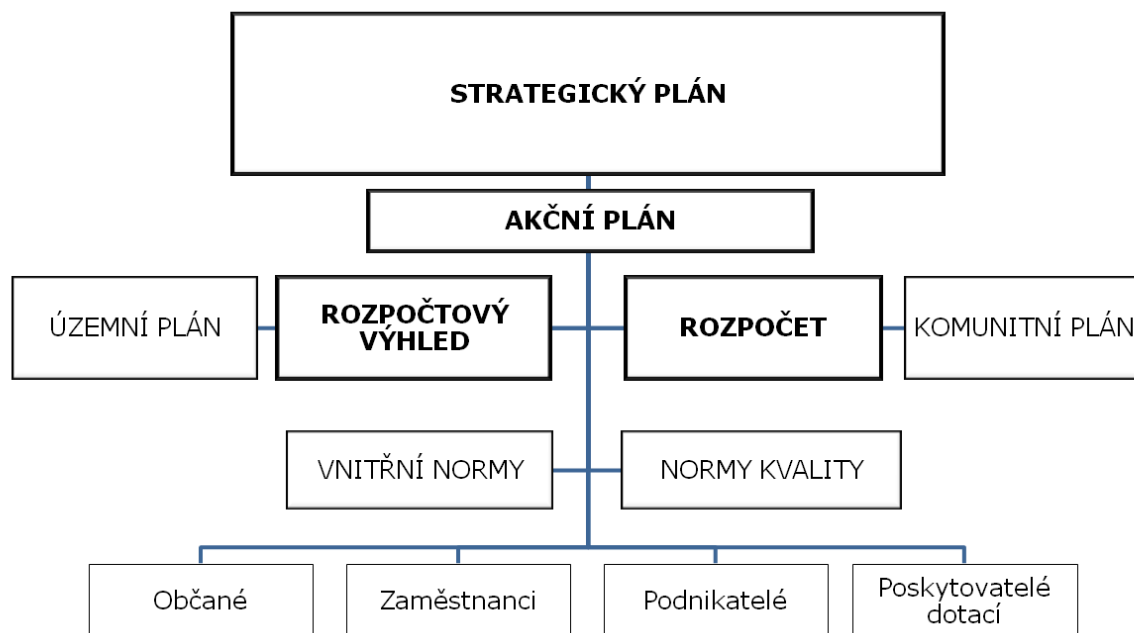 STRATEGICKÝ PLÁN
AKČNÍ PLÁN
ÚZEMNÍ PLÁN
ROZPOČTOVÝ
VÝHLED
ROZPOČET
KOMUNITNÍ PLÁN
VNITŘNÍ NORMY
NORMY KVALITY
Občané
Zaměstnanci
Podnikatelé
Poskytovatelé
dotací